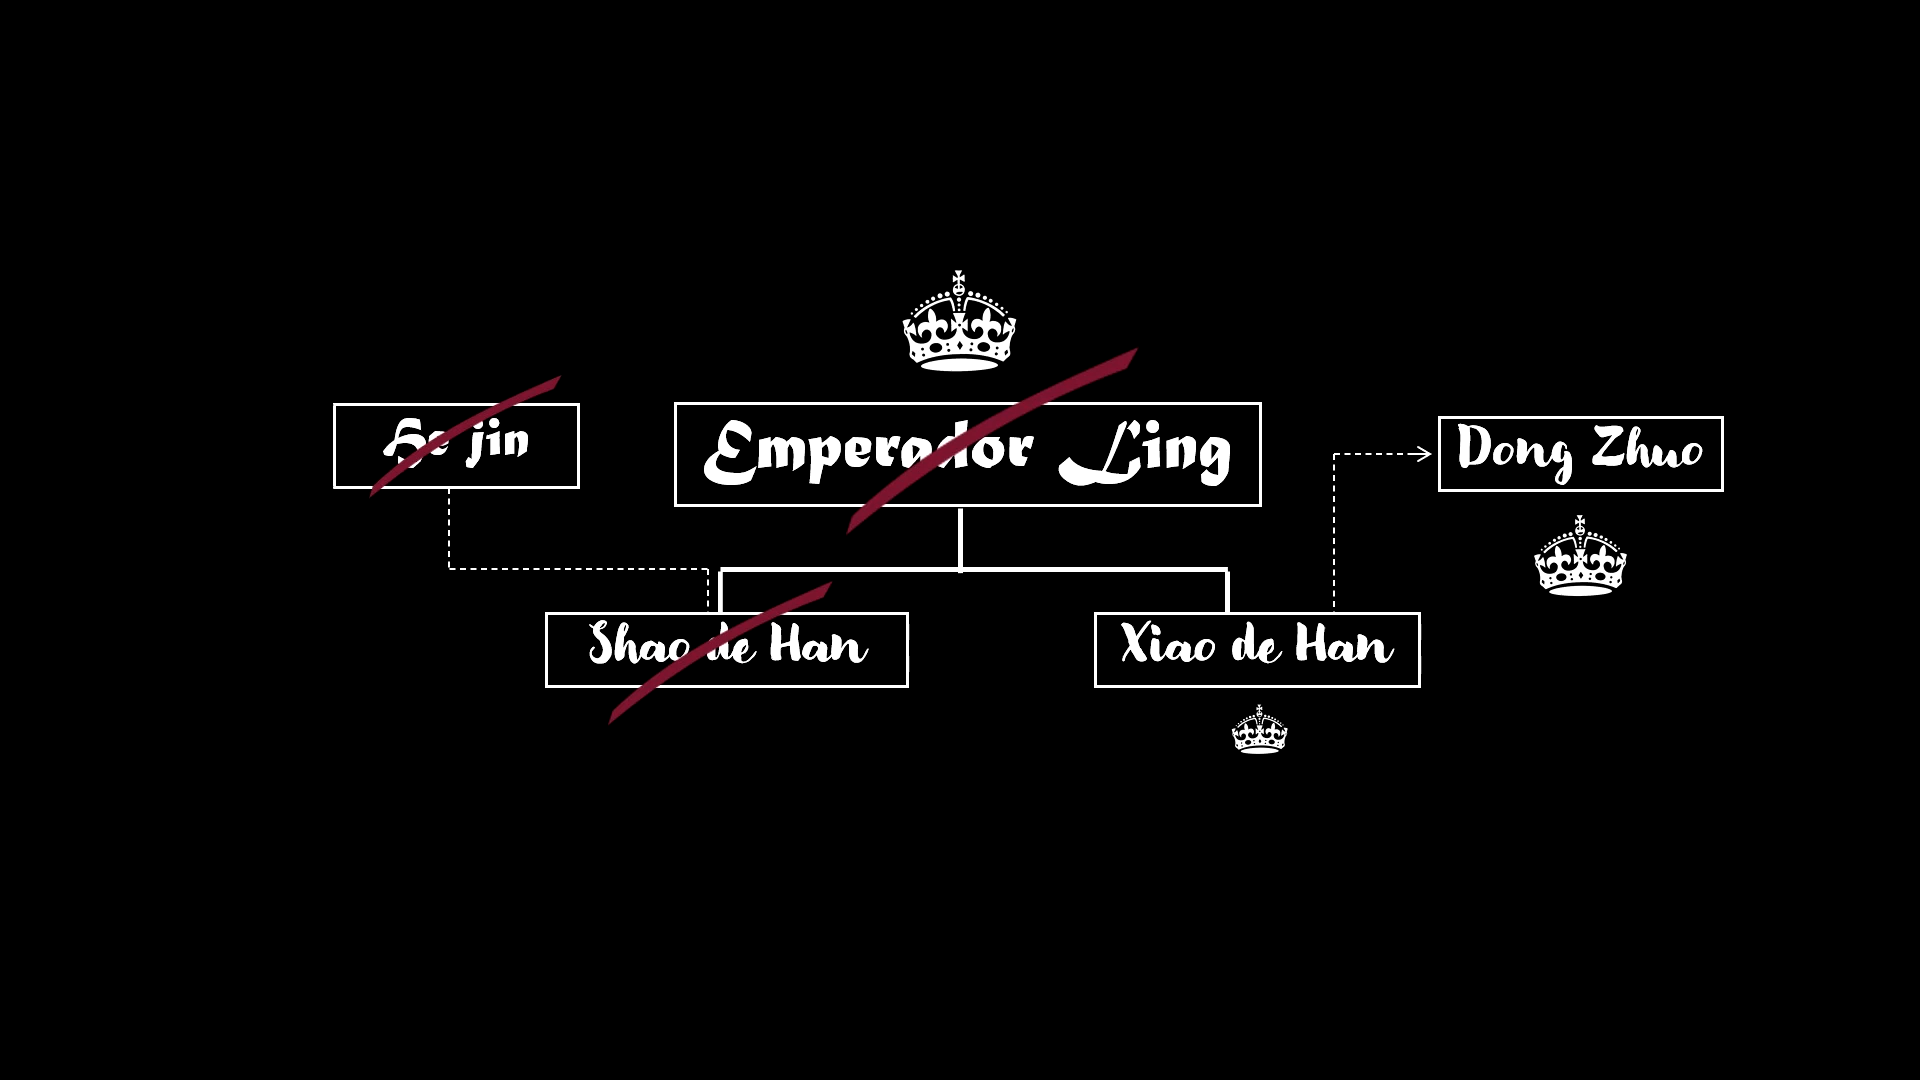 He jin
Emperador Ling
Dong Zhuo
Shao de Han
Xiao de Han